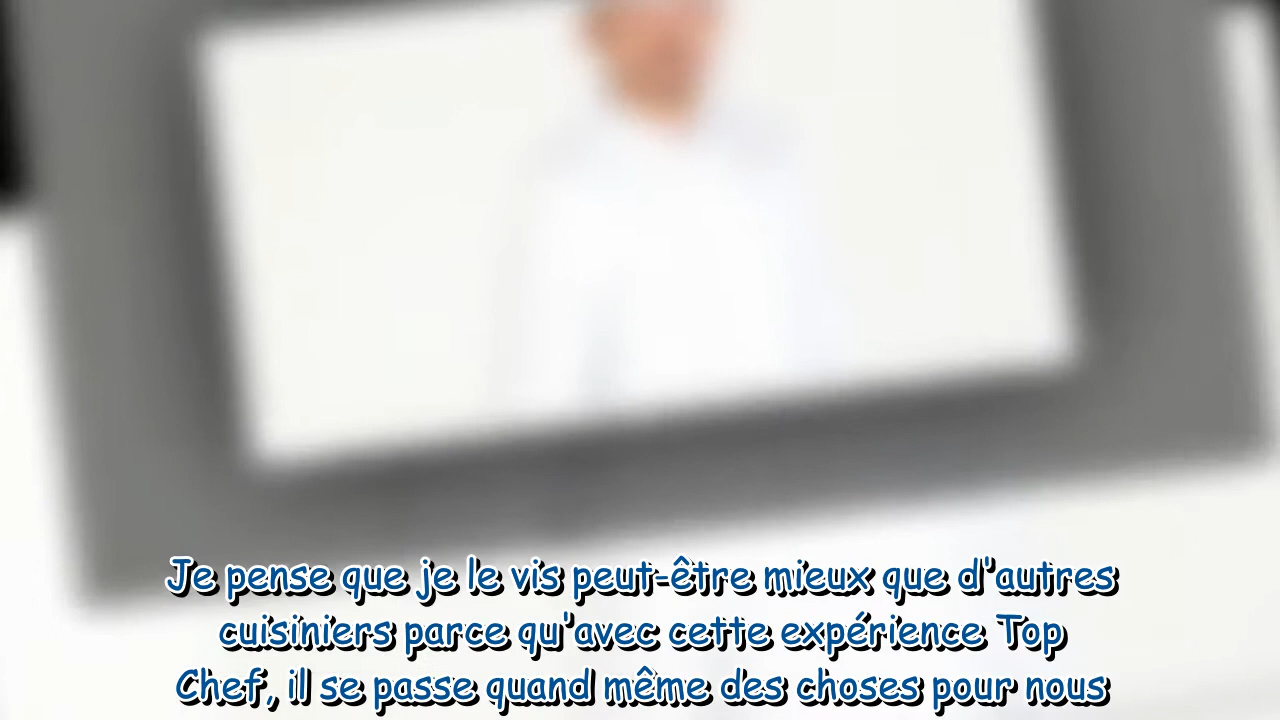 Je pense que je le vis peut-être mieux que d'autres
cuisiniers parce qu'avec cette expérience Top
Chef, il se passe quand même des choses pour nous